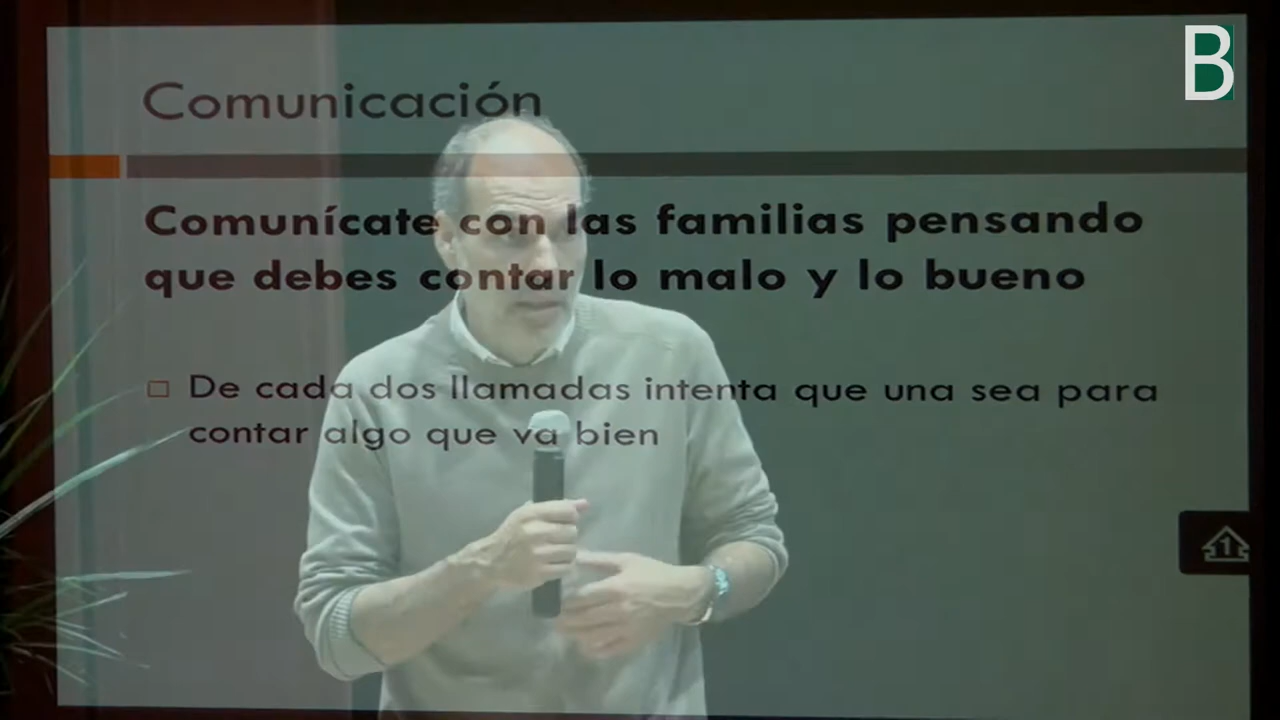 B
Comunicación
Comunícate con las familias pensando
que debes contar lo malo y lo bueno
De cada dos llamadas intenta que una sea para
contar algo que va bien
1